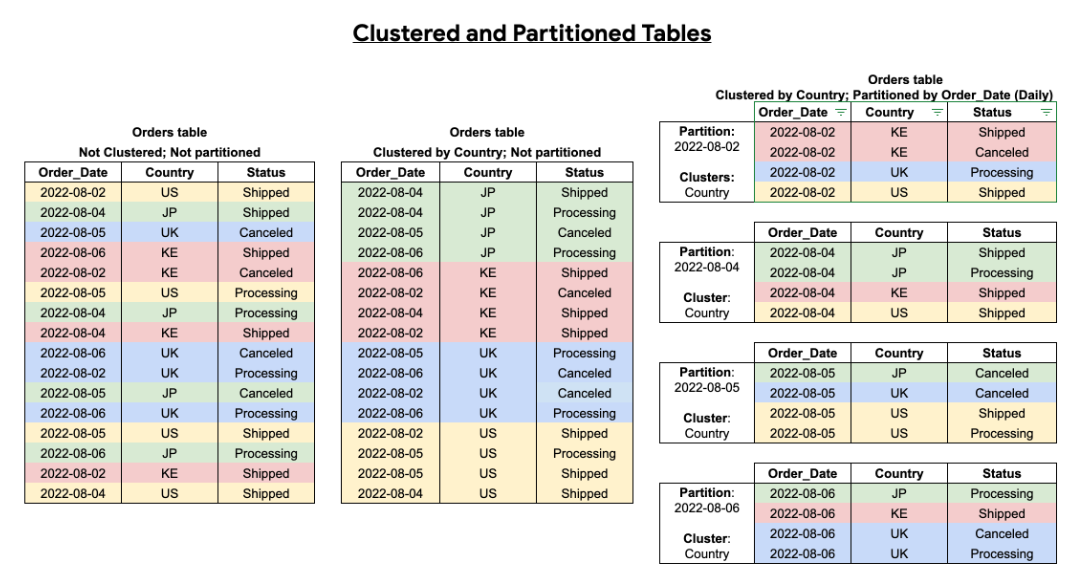 Clustered and Partitioned Tables
Orders table
Not Clustered; Not partitioned
Order_Date Country Status
2022-08-02 US Shipped
2022-08-04 JP Shipped
2022-08-05 UK Canceled
2022-08-06 KE Shipped
2022-08-02 KE Canceled
2022-08-05 US Processing
2022-08-04 JP Processing
2022-08-04 KE Shipped
2022-08-06 UK Canceled
2022-08-02 UK Processing
2022-08-05 JP Canceled
2022-08-06 UK Processing
2022-08-05 US Shipped
2022-08-06 JP Processing
2022-08-02 KE Shipped
2022-08-04 US Shipped
Orders table
Clustered by Country; Not partitioned
Order_Date Country Status
2022-08-04 JP Shipped
2022-08-04 JP Processing
2022-08-05 JP Canceled
2022-08-06 JP Processing
2022-08-06 KE Shipped
2022-08-02 KE Canceled
2022-08-04 KE Shipped
2022-08-02 KE Shipped
2022-08-05 UK Processing
2022-08-06 UK Canceled
2022-08-02 UK Canceled
2022-08-06 UK Processing
2022-08-02 US Shipped
2022-08-05 US Processing
2022-08-05 US Shipped
2022-08-04 US Shipped
Orders table
Clustered by Country; Partitioned by Order_Date (Daily)
Order_Date Country Status
Partition:
2022-08-02
Clusters:
Country
2022-08-02 KE Shipped
2022-08-02 KE Canceled
2022-08-02 UK Processing
2022-08-02 US Shipped
Order_Date Country Status
Partition:
2022-08-04
Cluster:
Country
2022-08-04 JP Shipped
2022-08-04 JP Processing
2022-08-04 KE Shipped
2022-08-04 US Shipped
Order_Date Country Status
Partition:
2022-08-05
Cluster:
Country
2022-08-05 JP Canceled
2022-08-05 UK Canceled
2022-08-05 US Shipped
2022-08-05 US Processing
Order_Date Country Status
Partition:
2022-08-06
Cluster:
Country
2022-08-06 JP Processing
2022-08-06 KE Shipped
2022-08-06 UK Canceled
2022-08-06 UK Processing